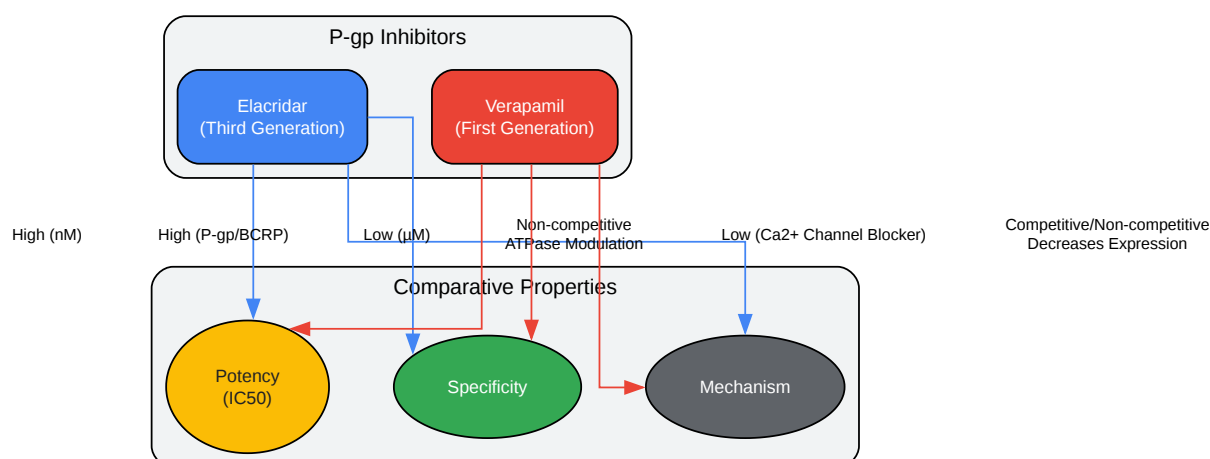 P-gp Inhibitors
Elacridar
(Third Generation)
Verapamil
(First Generation)
High (nM)
High (P-gp/BCRP)
Low (µM)
Non-competitive
ATPase Modulation
Low (Ca2+ Channel Blocker)
Competitive/Non-competitive
Decreases Expression
Comparative Properties
Potency
(IC50)
Specificity
Mechanism